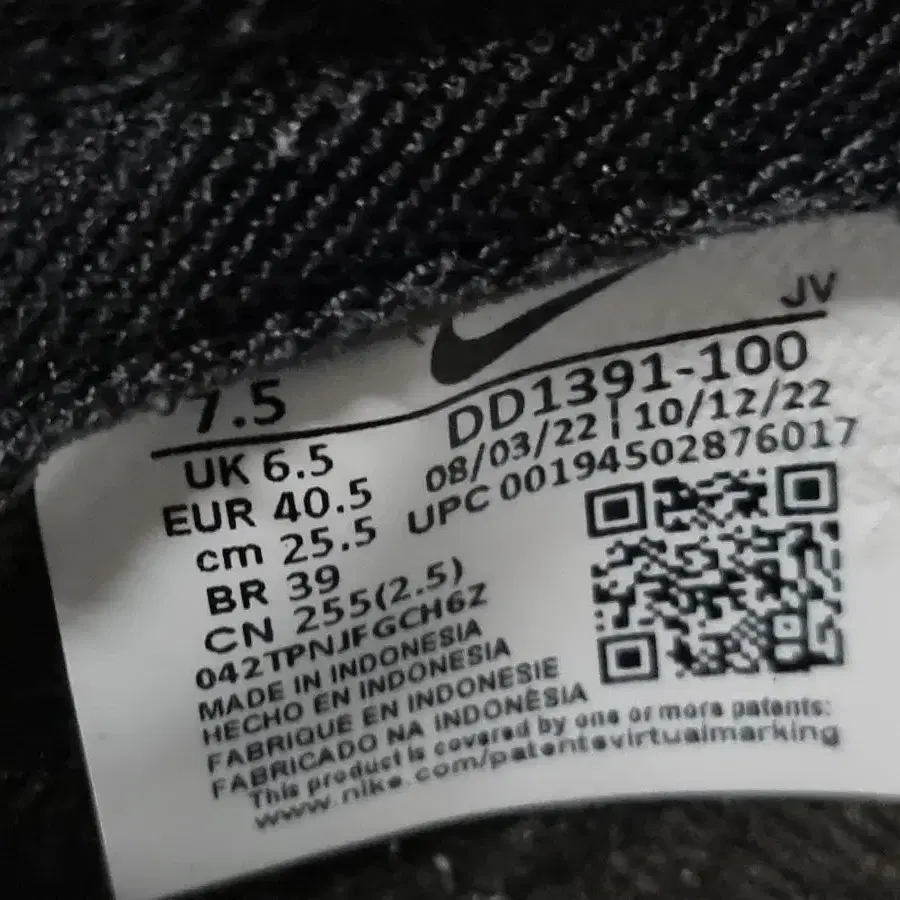 JV
7.5
DD1391-100
UK 6.5
08/03/22 | 10/12/22
EUR 40.5
UPC 00194502876017
cm 25.5
BR 39
CN 255(2.5)
042TPNJFGCH6Z
MADE IN INDONESIA
HECHO EN INDONESIA
FABRIQUE EN INDONESIE
FABRICADO NA INDONÉSIA
This product is covered by one or more patents:
www.nike.com/patentsvirtualmarking